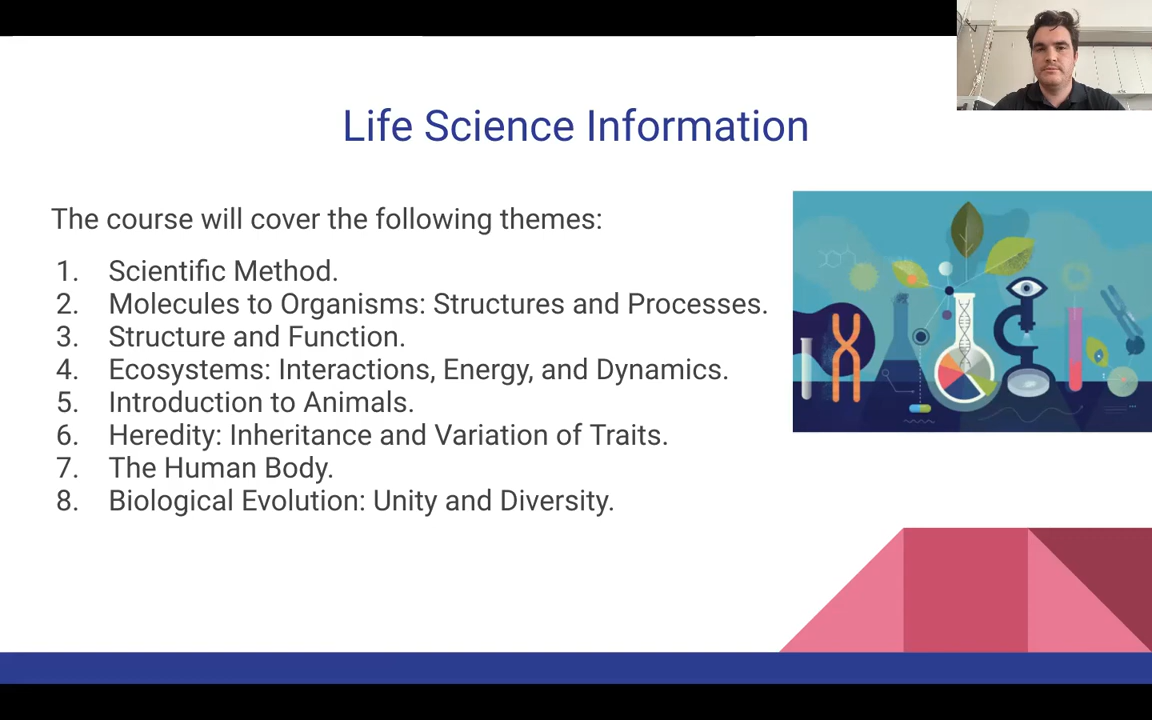 Life Science Information
The course will cover the following themes:
1. Scientific Method.
2. Molecules to Organisms: Structures and Processes.
3. Structure and Function.
4. Ecosystems: Interactions, Energy, and Dynamics.
5. Introduction to Animals.
6. Heredity: Inheritance and Variation of Traits.
7. The Human Body.
8. Biological Evolution: Unity and Diversity.